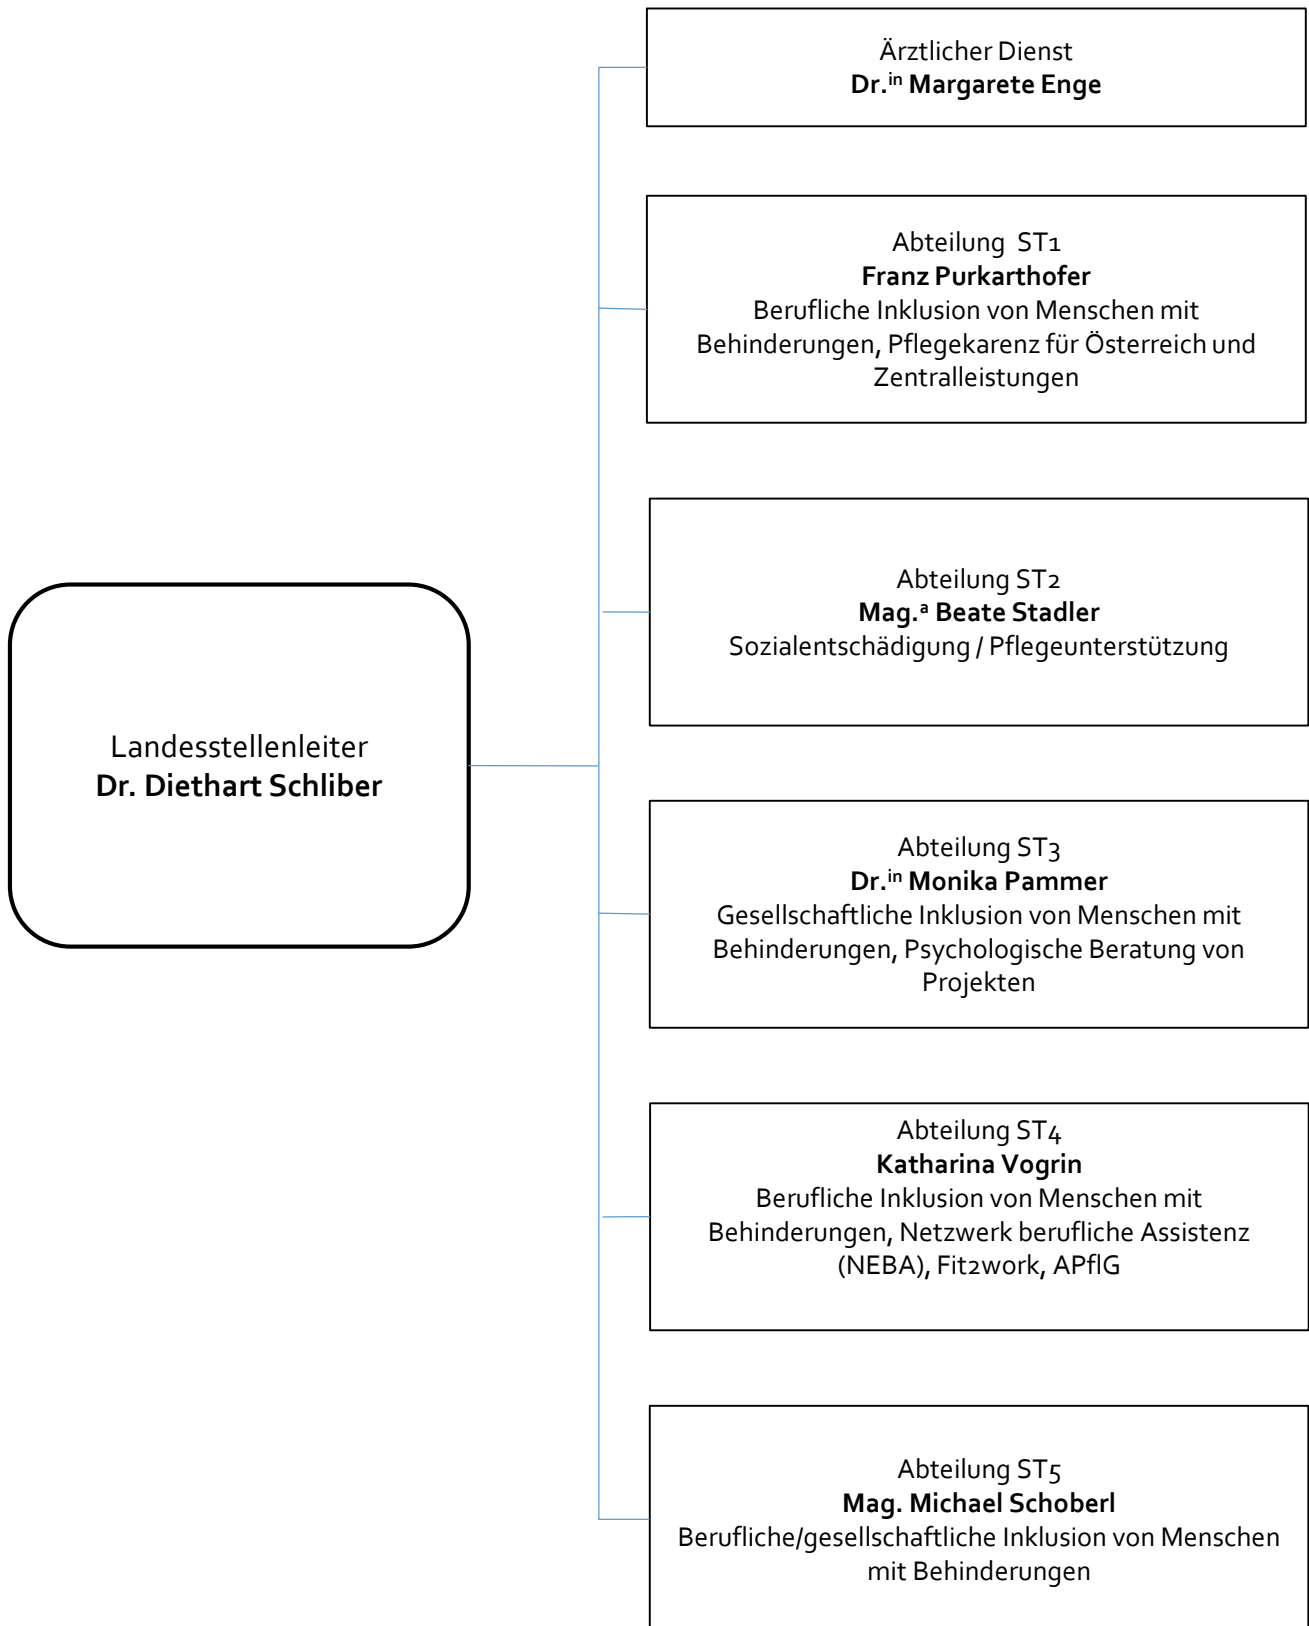 Ärztlicher Dienst
Dr.ⁱⁿ Margarete Enge
Abteilung ST1
Franz Purkarthofer
Berufliche Inklusion von Menschen mit
Behinderungen, Pflegekarenz für Österreich und
Zentralleistungen
Abteilung ST2
Mag.ᵃ Beate Stadler
Sozialentschädigung / Pflegeunterstützung
Landesstellenleiter
Dr. Diethart Schliber
Abteilung ST3
Dr.ⁱⁿ Monika Pammer
Gesellschaftliche Inklusion von Menschen mit
Behinderungen, Psychologische Beratung von
Projekten
Abteilung ST4
Katharina Vogrin
Berufliche Inklusion von Menschen mit
Behinderungen, Netzwerk berufliche Assistenz
(NEBA), Fit2work, APflG
Abteilung ST5
Mag. Michael Schoberl
Berufliche/gesellschaftliche Inklusion von Menschen
mit Behinderungen